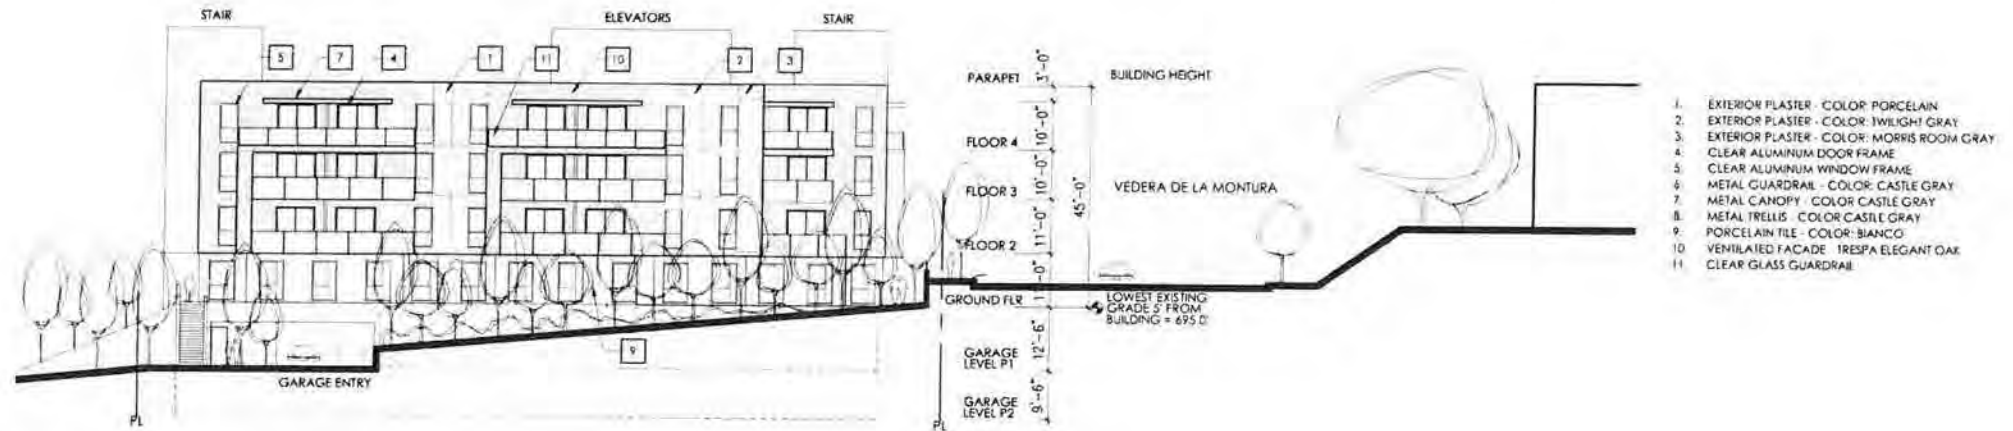 STAIR
ELEVATORS
STAIR
5
7
4
1
11
10
2
3
PARAPET
3'-0"
BUILDING HEIGHT
FLOOR 4
10'-0"
FLOOR 3
10'-0"
45'-0"
VEDERA DE LA MONTURA
FLOOR 2
11'-0"
GROUND FLR
11'-0"
LOWEST EXISTING
GRADE 5' FROM
BUILDING = 695.0'
9
GARAGE
LEVEL P1
12'-6"
GARAGE ENTRY
GARAGE
LEVEL P2
9'-6"
PL
PL
1. EXTERIOR PLASTER - COLOR: PORCELAIN
2. EXTERIOR PLASTER - COLOR: TWILIGHT GRAY
3. EXTERIOR PLASTER - COLOR: MORRIS ROOM GRAY
4. CLEAR ALUMINUM DOOR FRAME
5. CLEAR ALUMINUM WINDOW FRAME
6. METAL GUARDRAIL - COLOR: CASTLE GRAY
7. METAL CANOPY - COLOR CASTLE GRAY
8. METAL TRELLIS - COLOR CASTLE GRAY
9. PORCELAIN TILE - COLOR: BIANCO
10. VENTILATED FACADE - TRESPA ELEGANT OAK
11. CLEAR GLASS GUARDRAIL